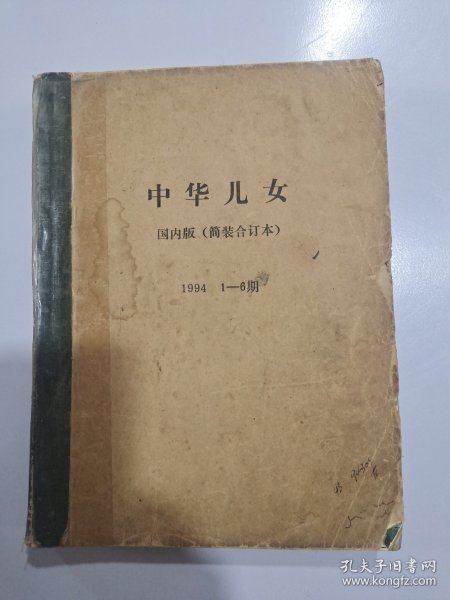 中华儿女
国内版（简装合订本）
1994 1—6期
孔夫子旧书网
www.kongfz.com